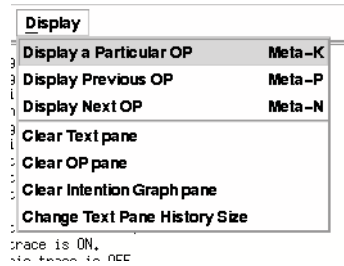 Display
Display a Particular OP Meta-K
Display Previous OP Meta-P
Display Next OP Meta-N
Clear Text pane
Clear OP pane
Clear Intention Graph pane
Change Text Pane History Size
trace is ON.
trace is OFF